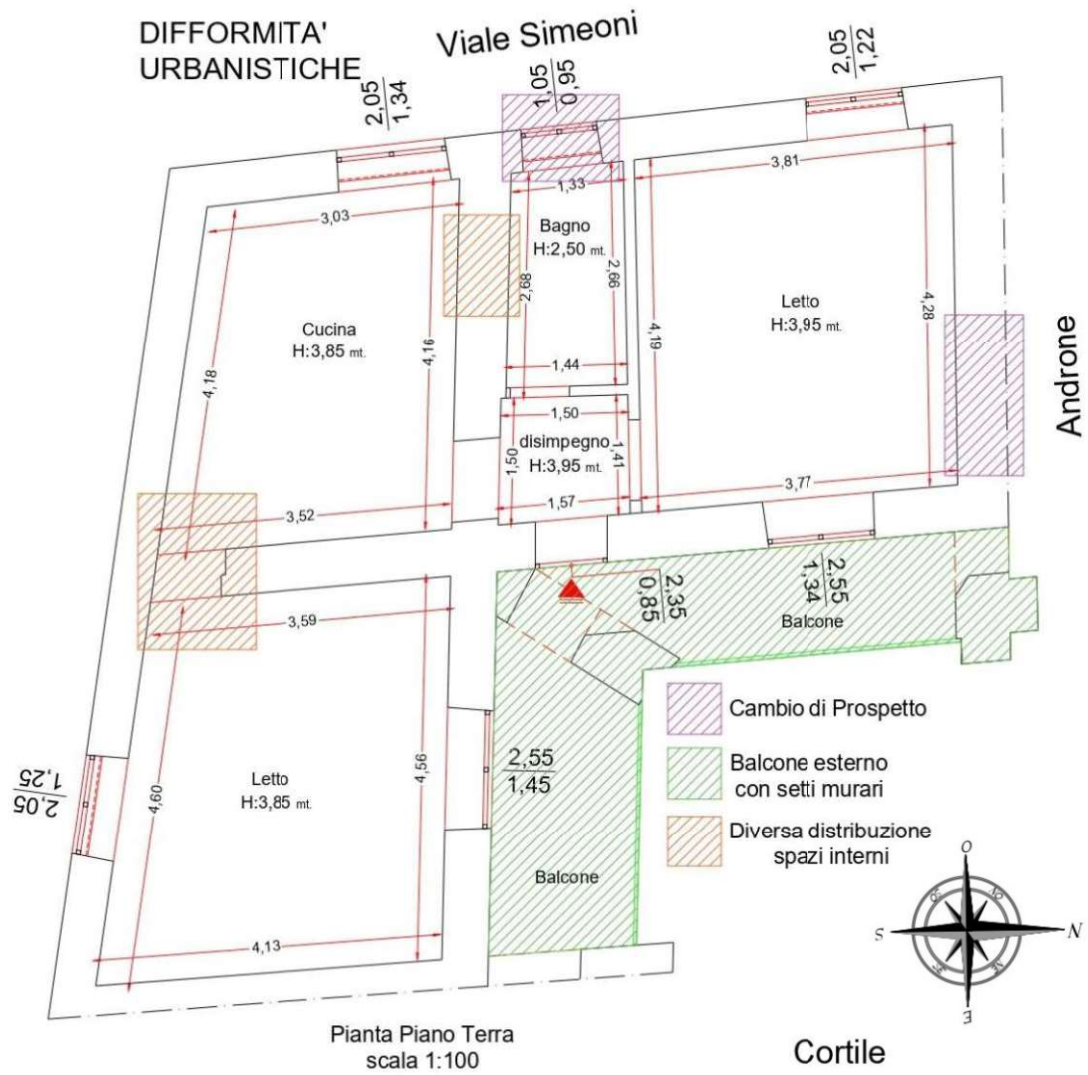 DIFFORMITA'
URBANISTICHE
Viale Simeoni
2,05
1,34
1,05
0,95
2,05
1,22
3,03
1,33
3,81
Bagno
H:2,50 mt.
2,68
2,66
Cucina
H:3,85 mt.
4,18
4,16
Letto
H:3,95 mt.
4,19
4,28
Androne
1,44
1,50
disimpegno
H:3,95 mt.
1,50
1,41
1,57
3,77
3,52
3,59
2,35
0,85
2,55
1,34
Balcone
Letto
H:3,85 mt.
4,60
4,56
2,05
1,25
2,55
1,45
Balcone
4,13
Cambio di Prospetto
Balcone esterno
con setti murari
Diversa distribuzione
spazi interni
O
SO
NO
S
N
SE
NE
E
Pianta Piano Terra
scala 1:100
Cortile